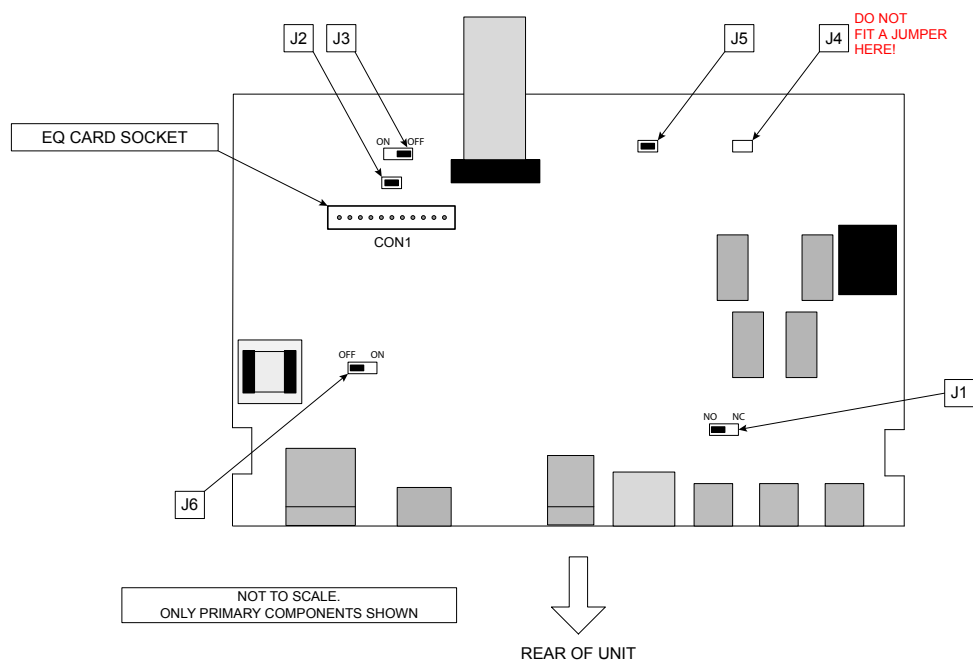 J2
J3
J5
J4
DO NOT
FIT A JUMPER
HERE!
EQ CARD SOCKET
ON OFF
CON1
OFF ON
J1
NO NC
J6
NOT TO SCALE.
ONLY PRIMARY COMPONENTS SHOWN
REAR OF UNIT